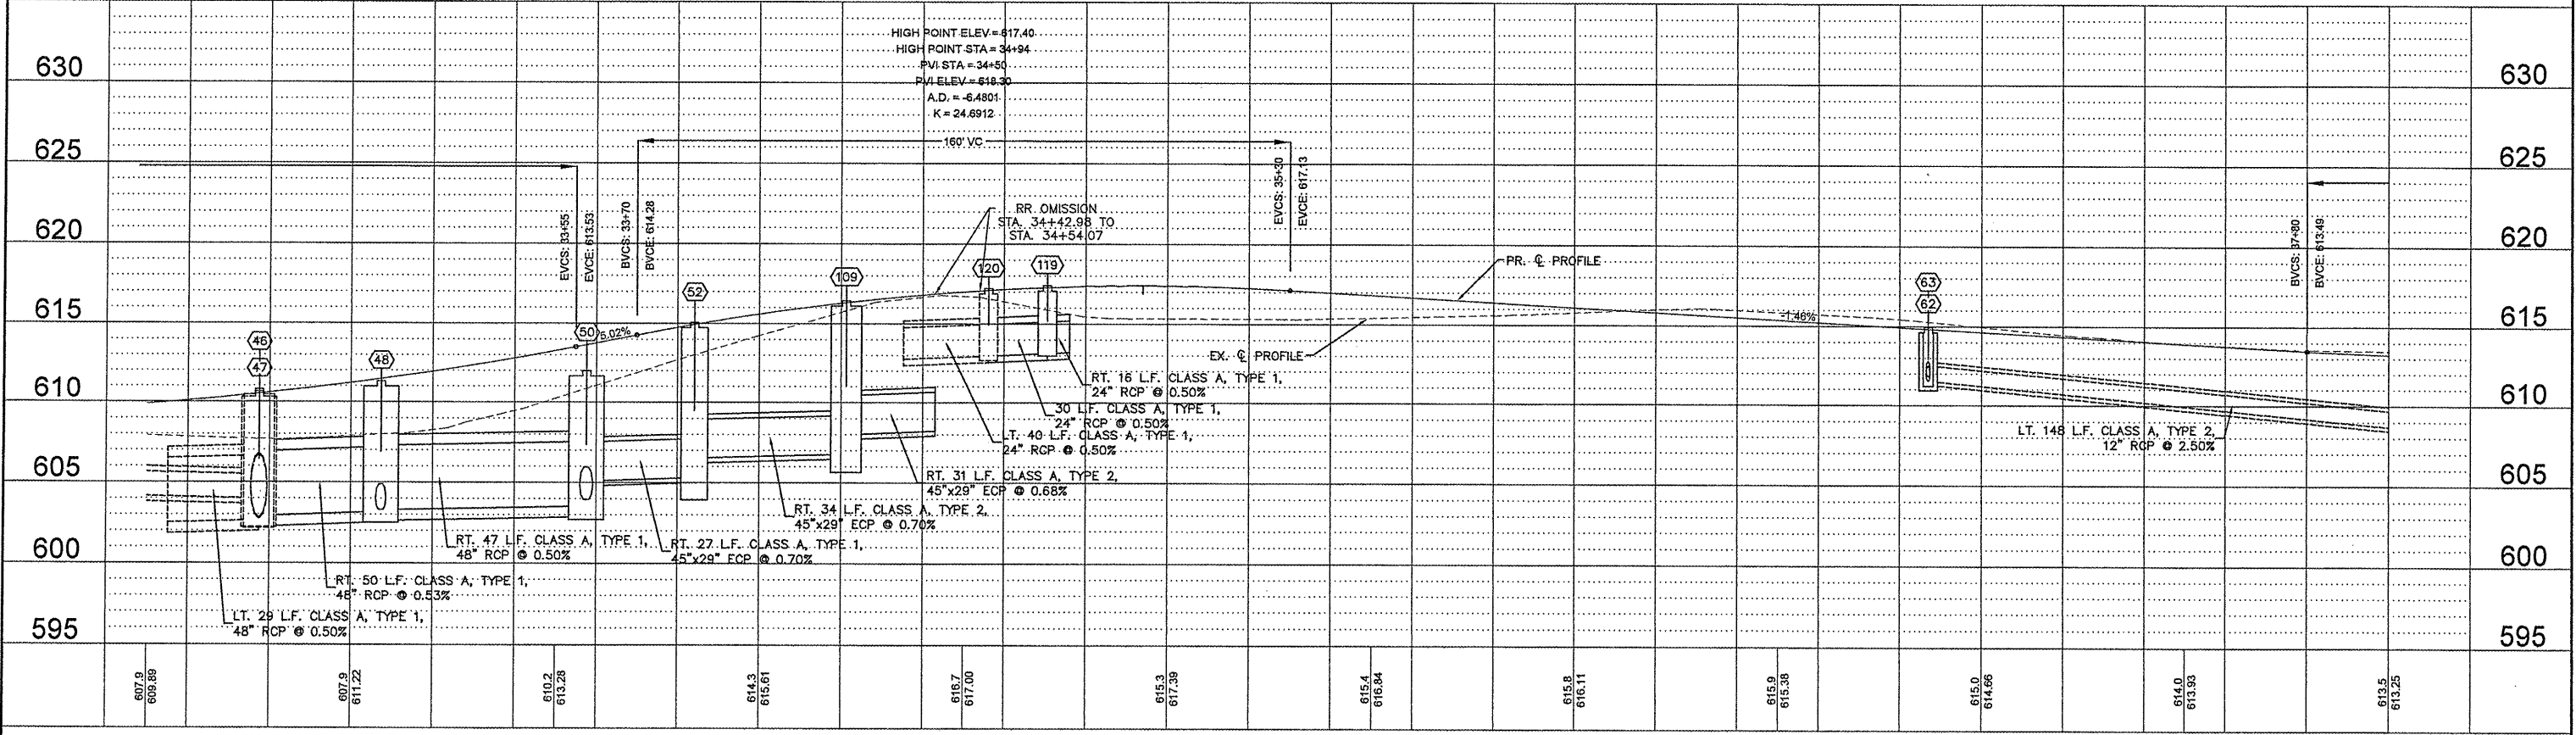 HIGH POINT ELEV = 617.40
HIGH POINT STA = 34+94
PVI STA = 34+50
PVI ELEV = 618.30
A.D. = -6.4801
K = 24.6912
160' VC
630
630
625
625
620
620
615
615
610
610
605
605
600
600
595
595
EVCS: 33+55
EVCE: 613.53
BVCS: 33+70
BVCE: 614.28
EVCS: 35+30
EVCE: 617.13
BVCS: 37+80
BVCE: 613.49
RR OMISSION
STA. 34+42.98 TO
STA. 34+54.07
PR. ℄ PROFILE
EX. ℄ PROFILE
46
47
48
50
5.02%
52
109
120
119
63
62
-1.46%
RT. 16 L.F. CLASS A, TYPE 1,
24" RCP @ 0.50%
30 L.F. CLASS A, TYPE 1,
24" RCP @ 0.50%
LT. 40 L.F. CLASS A, TYPE 1,
24" RCP @ 0.50%
RT. 31 L.F. CLASS A, TYPE 2,
45"x29" ECP @ 0.68%
RT. 34 L.F. CLASS A, TYPE 2,
45"x29" ECP @ 0.70%
RT. 27 L.F. CLASS A, TYPE 1,
45"x29" ECP @ 0.70%
RT. 47 L.F. CLASS A, TYPE 1,
48" RCP @ 0.50%
RT. 50 L.F. CLASS A, TYPE 1,
48" RCP @ 0.53%
LT. 29 L.F. CLASS A, TYPE 1,
48" RCP @ 0.50%
LT. 148 L.F. CLASS A, TYPE 2,
12" RCP @ 2.50%
607.9
609.89
607.9
611.22
610.2
613.28
614.3
615.61
616.7
617.00
615.3
617.39
615.4
616.84
615.8
616.11
615.9
615.38
615.0
614.66
614.0
613.93
613.5
613.25